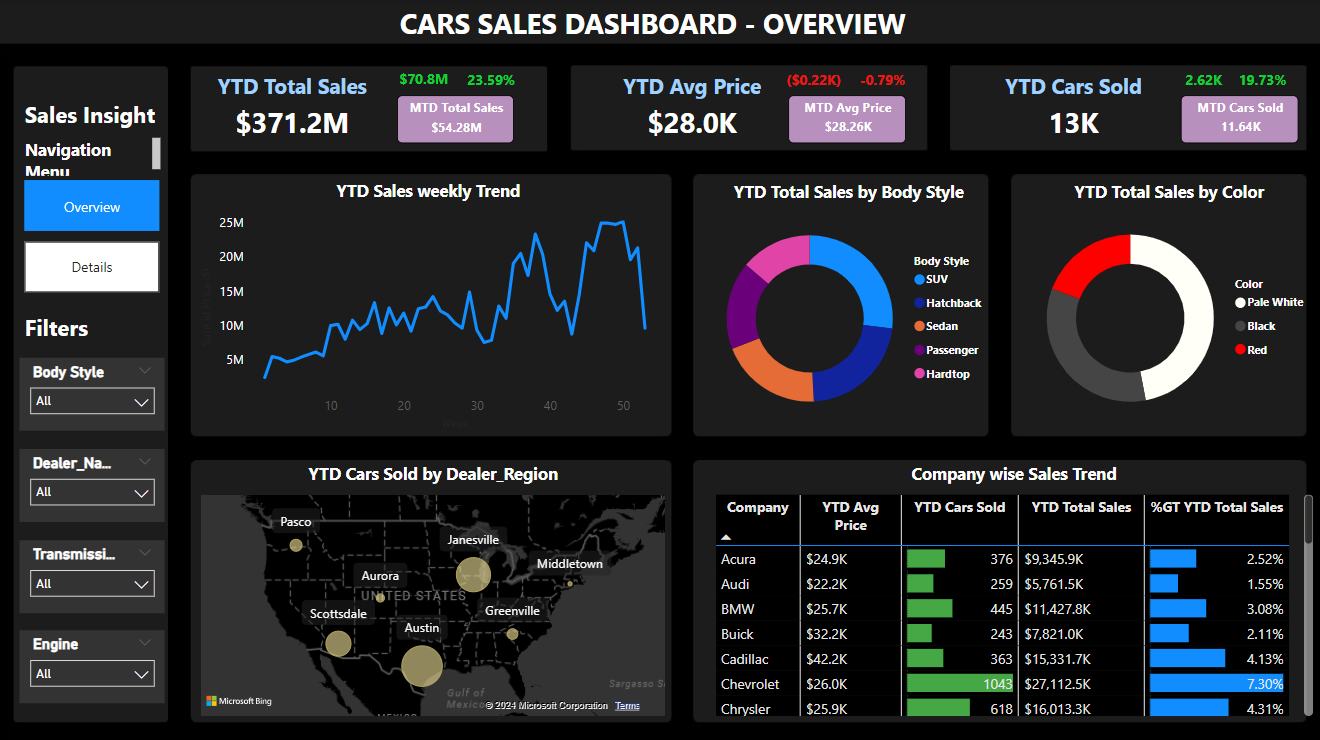 CARS SALES DASHBOARD - OVERVIEW
Sales Insight
Navigation
Menu
Overview
Details
Filters
Body Style
All
Dealer_Na...
All
Transmissi...
All
Engine
All
YTD Total Sales
$371.2M
$70.8M 23.59%
MTD Total Sales
$54.28M
YTD Avg Price
$28.0K
($0.22K) -0.79%
MTD Avg Price
$28.26K
YTD Cars Sold
13K
2.62K 19.73%
MTD Cars Sold
11.64K
YTD Sales weekly Trend
25M
20M
15M
10M
5M
10 20 30 40 50
YTD Total Sales by Body Style
Body Style
SUV
Hatchback
Sedan
Passenger
Hardtop
YTD Total Sales by Color
Color
Pale White
Black
Red
YTD Cars Sold by Dealer_Region
Pasco
Janesville
Middletown
Aurora
UNITED STATES
Scottsdale
Greenville
Austin
Gulf of
Mexico
Sargasso S
MEXICO
Microsoft Bing
© 2024 Microsoft Corporation Terms
Company wise Sales Trend
Company YTD Avg Price YTD Cars Sold YTD Total Sales %GT YTD Total Sales
Acura $24.9K 376 $9,345.9K 2.52%
Audi $22.2K 259 $5,761.5K 1.55%
BMW $25.7K 445 $11,427.8K 3.08%
Buick $32.2K 243 $7,821.0K 2.11%
Cadillac $42.2K 363 $15,331.7K 4.13%
Chevrolet $26.0K 1043 $27,112.5K 7.30%
Chrysler $25.9K 618 $16,013.3K 4.31%